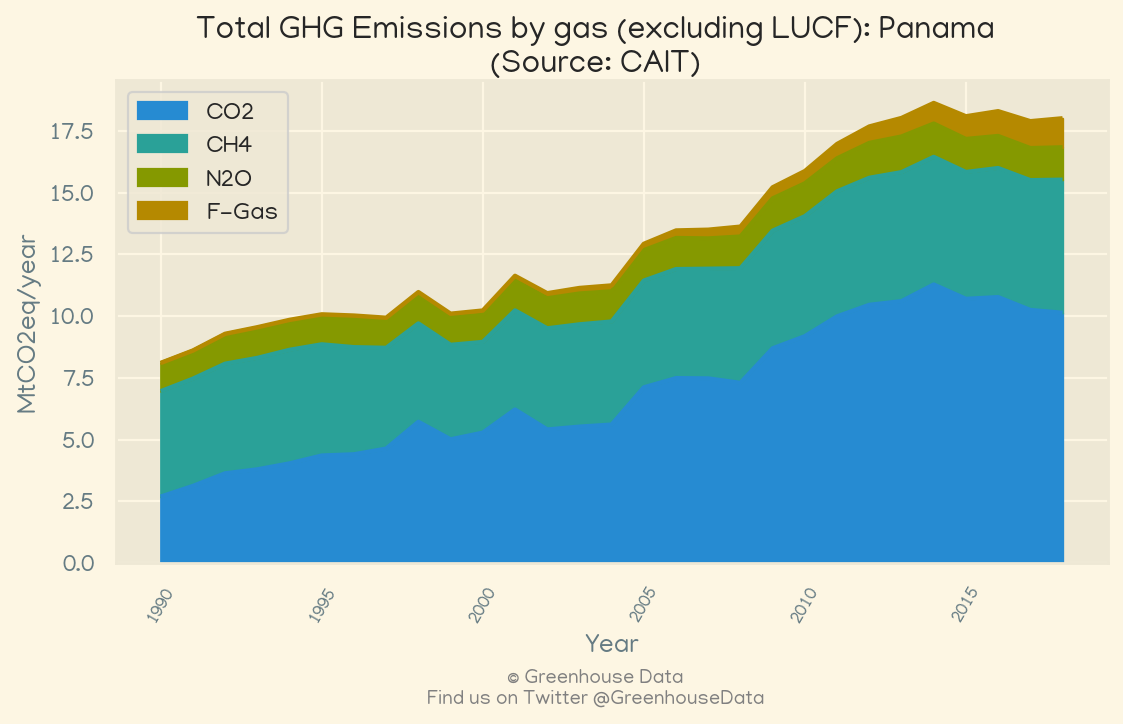 Total GHG Emissions by gas (excluding LUCF): Panama
(Source: CAIT)
CO2
CH4
N2O
F-Gas
MtCO2eq/year
17.5
15.0
12.5
10.0
7.5
5.0
2.5
0.0
1990
1995
2000
2005
2010
2015
Year
© Greenhouse Data
Find us on Twitter @GreenhouseData